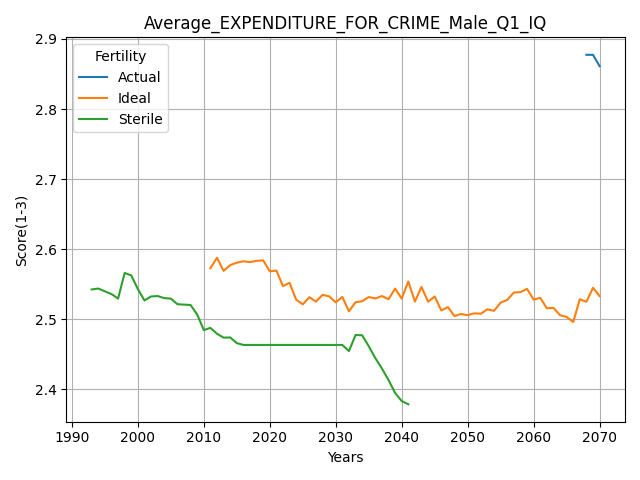 Average_EXPENDITURE_FOR_CRIME_Male_Q1_IQ
Fertility
Actual
Ideal
Sterile
Score(1-3)
2.9
2.8
2.7
2.6
2.5
2.4
1990 2000 2010 2020 2030 2040 2050 2060 2070
Years